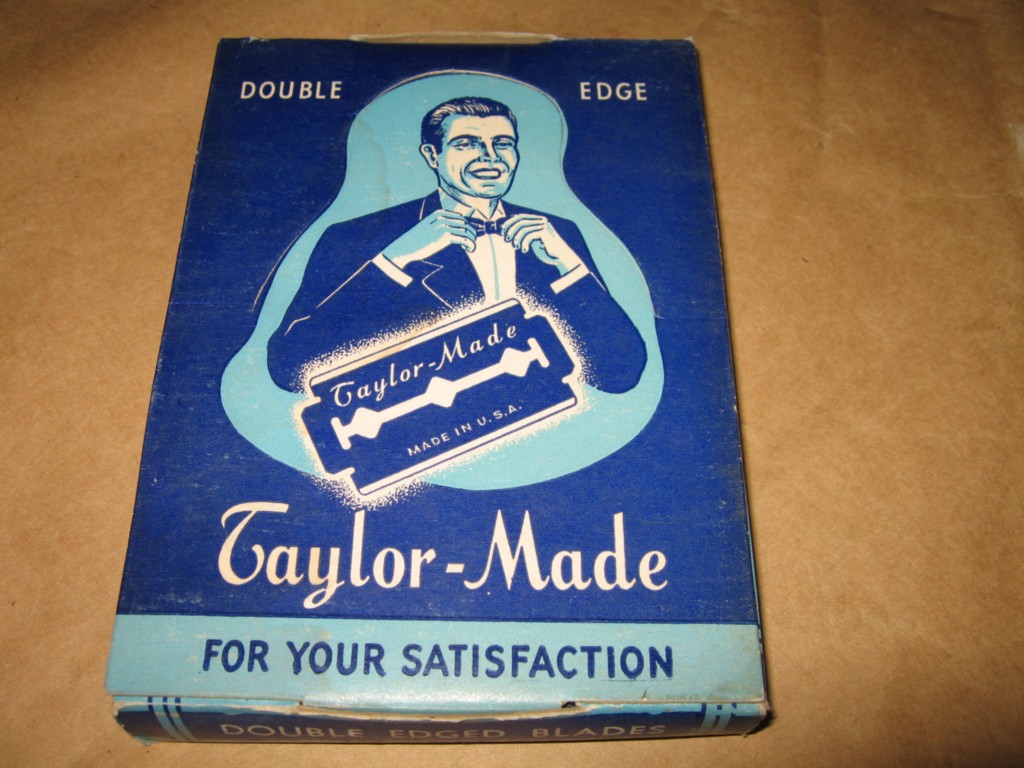 DOUBLE EDGE
Taylor-Made
MADE IN U.S.A.
Taylor-Made
FOR YOUR SATISFACTION
DOUBLE EDGED BLADES